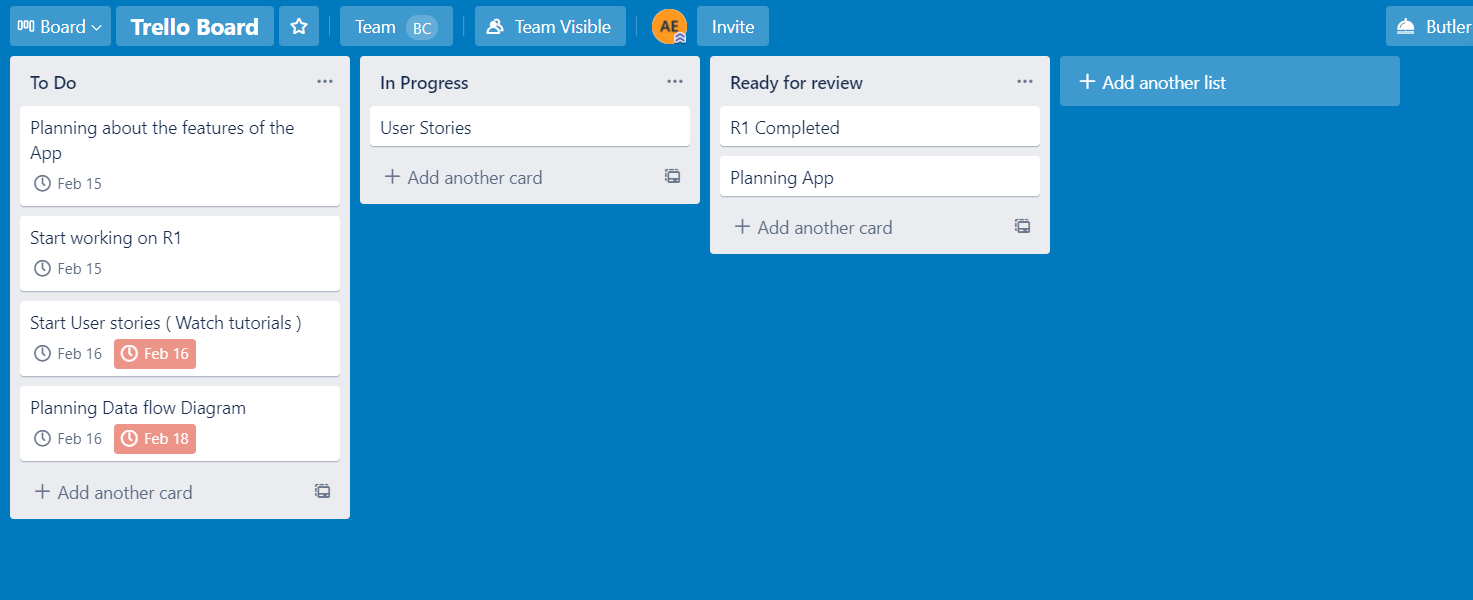 Board
Trello Board
Team BC
Team Visible
AE
Invite
Butler
To Do
Planning about the features of the
App
Feb 15
Start working on R1
Feb 15
Start User stories ( Watch tutorials )
Feb 16 Feb 16
Planning Data flow Diagram
Feb 16 Feb 18
+ Add another card
In Progress
User Stories
+ Add another card
Ready for review
R1 Completed
Planning App
+ Add another card
+ Add another list